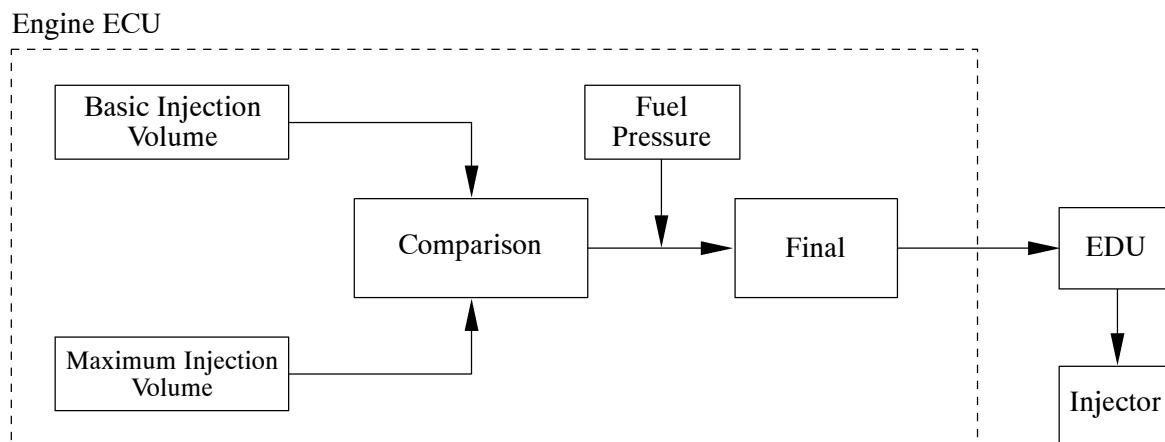 Engine ECU
Basic Injection
Volume
Fuel
Pressure
Comparison
Final
EDU
Maximum Injection
Volume
Injector